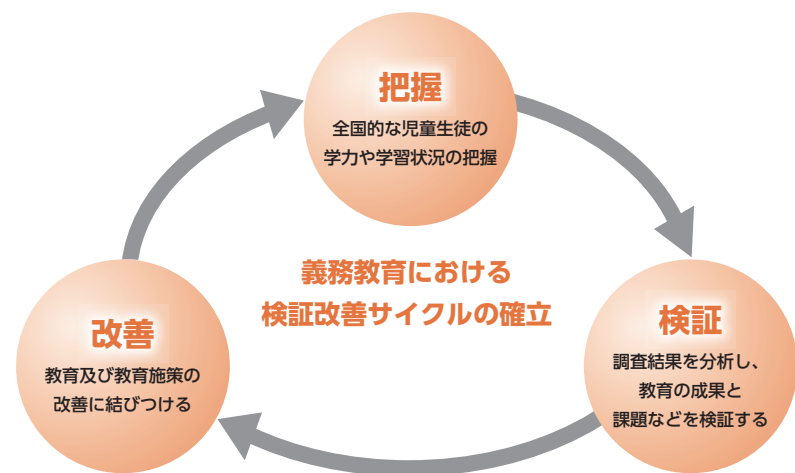 把握
全国的な児童生徒の
学力や学習状況の把握
義務教育における
検証改善サイクルの確立
検証
調査結果を分析し、
教育の成果と
課題などを検証する
改善
教育及び教育施策の
改善に結びつける